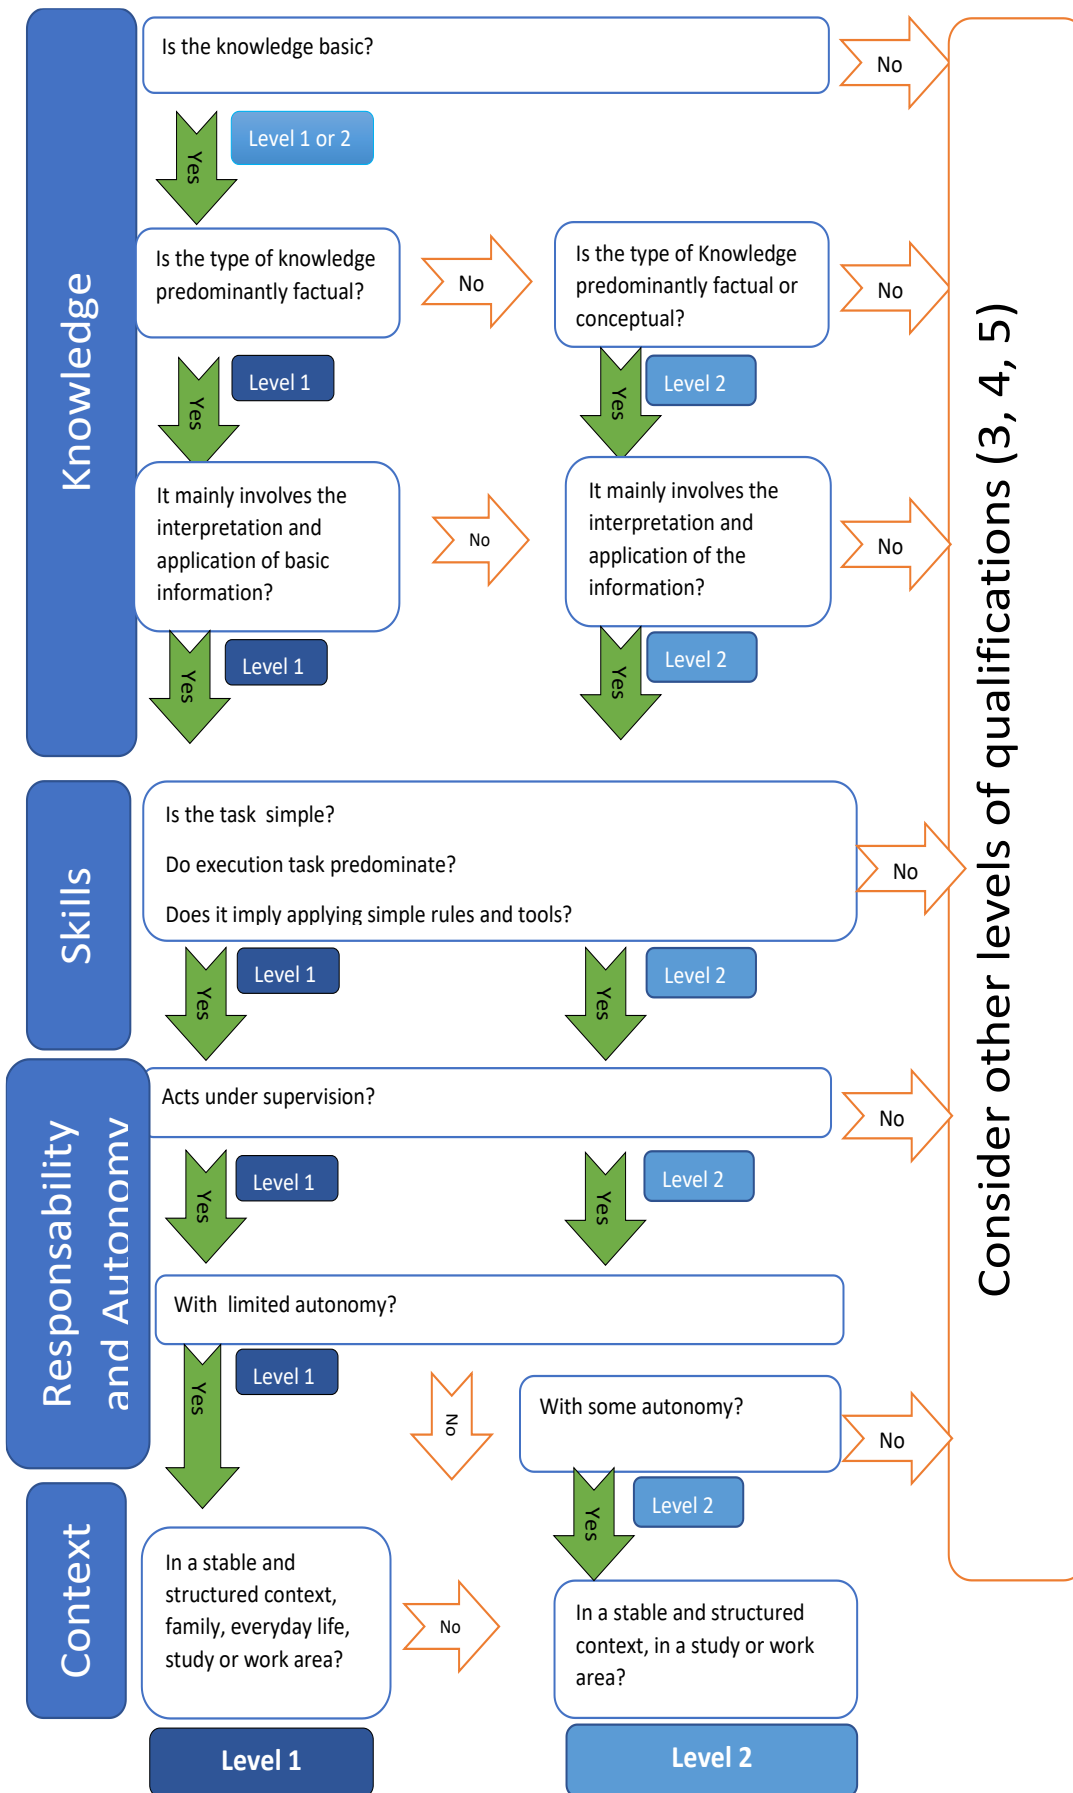 Knowledge
Is the knowledge basic?
No
Yes
Level 1 or 2
Is the type of knowledge
predominantly factual?
No
Is the type of Knowledge
predominantly factual or
conceptual?
No
Yes
Level 1
Yes
Level 2
It mainly involves the
interpretation and
application of basic
information?
No
It mainly involves the
interpretation and
application of the
information?
No
Yes
Level 1
Yes
Level 2
Skills
Is the task simple?
Do execution task predominate?
Does it imply applying simple rules and tools?
No
Yes
Level 1
Yes
Level 2
Responsability
and Autonomy
Acts under supervision?
No
Yes
Level 1
Yes
Level 2
With limited autonomy?
Yes
Level 1
No
With some autonomy?
No
Yes
Level 2
Context
In a stable and
structured context,
family, everyday life,
study or work area?
No
In a stable and structured
context, in a study or work
area?
Level 1
Level 2
Consider other levels of qualifications (3, 4, 5)